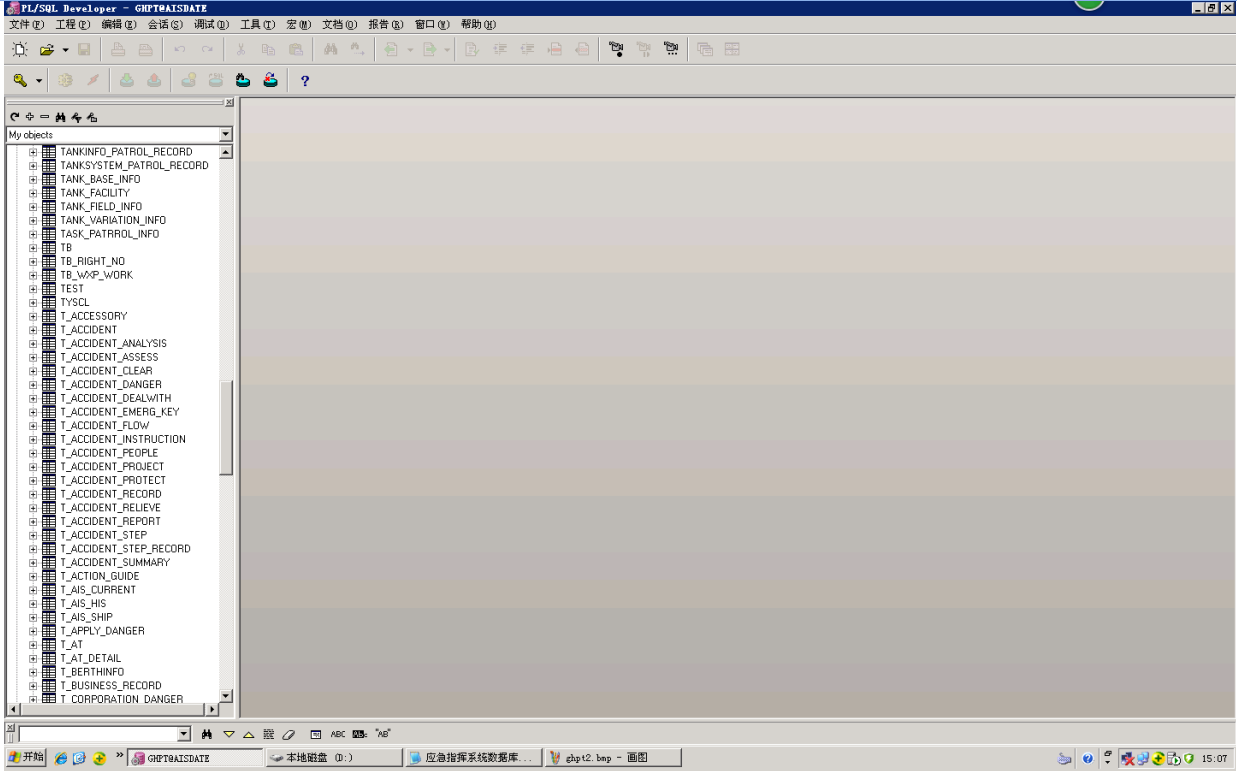 PL/SQL Developer - GHPT@AISDATE
文件(F) 工程(P) 编辑(E) 会话(S) 调试(D) 工具(T) 宏(M) 文档(O) 报告(R) 窗口(W) 帮助(H)
My objects
TANKINFO_PATROL_RECORD
TANKSYSTEM_PATROL_RECORD
TANK_BASE_INFO
TANK_FACILITY
TANK_FIELD_INFO
TANK_VARIATION_INFO
TASK_PATRROL_INFO
TB
TB_RIGHT_NO
TB_WXP_WORK
TEST
TYSCL
T_ACCESSORY
T_ACCIDENT
T_ACCIDENT_ANALYSIS
T_ACCIDENT_ASSESS
T_ACCIDENT_CLEAR
T_ACCIDENT_DANGER
T_ACCIDENT_DEALWITH
T_ACCIDENT_EMERG_KEY
T_ACCIDENT_FLOW
T_ACCIDENT_INSTRUCTION
T_ACCIDENT_PEOPLE
T_ACCIDENT_PROJECT
T_ACCIDENT_PROTECT
T_ACCIDENT_RECORD
T_ACCIDENT_RELIEVE
T_ACCIDENT_REPORT
T_ACCIDENT_STEP
T_ACCIDENT_STEP_RECORD
T_ACCIDENT_SUMMARY
T_ACTION_GUIDE
T_AIS_CURRENT
T_AIS_HIS
T_AIS_SHIP
T_APPLY_DANGER
T_AT
T_AT_DETAIL
T_BERTHINFO
T_BUSINESS_RECORD
T_CORPORATION_DANGER
ABC "AB"
开始 » GHPT@AISDATE 本地磁盘 (D:) 应急指挥系统数据库... ghpt2.bmp - 画图 15:07